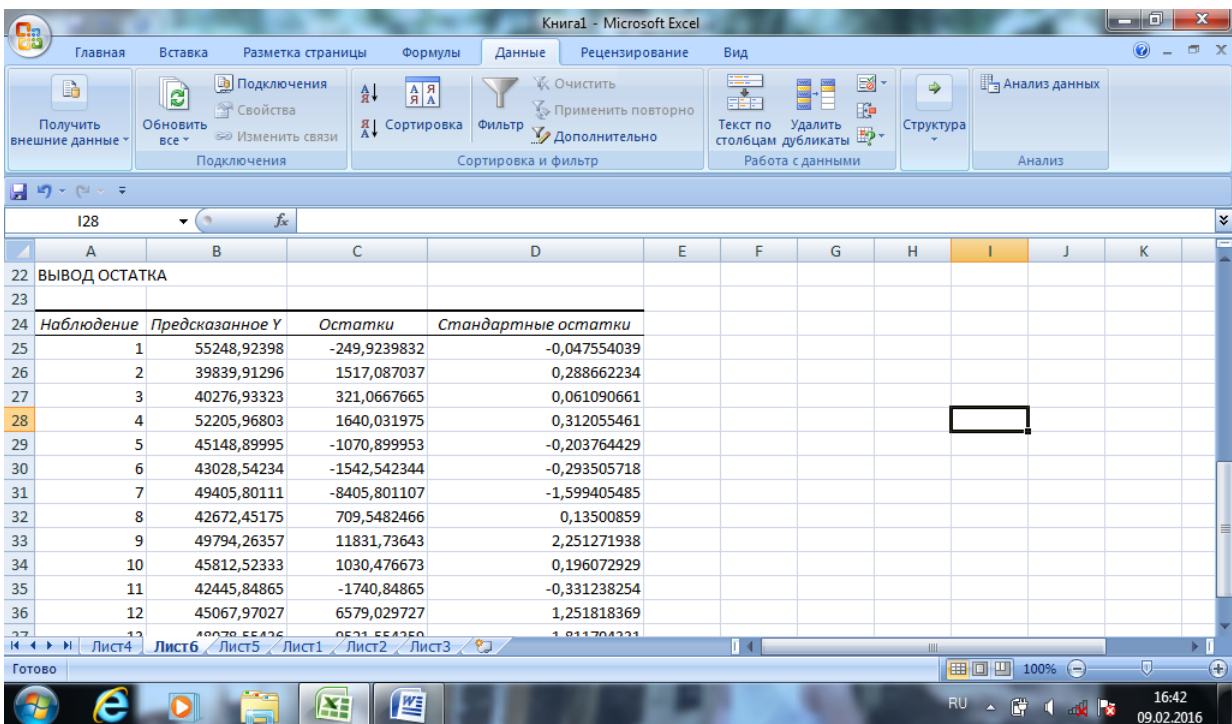 Книга1 - Microsoft Excel
Главная Вставка Разметка страницы Формулы Данные Рецензирование Вид
Получить внешние данные
Обновить все
Подключения
Свойства
Изменить связи
Подключения
Сортировка
Фильтр
Очистить
Применить повторно
Дополнительно
Сортировка и фильтр
Текст по столбцам
Удалить дубликаты
Работа с данными
Структура
Анализ данных
Анализ
I28 fx
A B C D E F G H I J K
22 ВЫВОД ОСТАТКА
23
24 Наблюдение Предсказанное Y Остатки Стандартные остатки
25 1 55248,92398 -249,9239832 -0,047554039
26 2 39839,91296 1517,087037 0,288662234
27 3 40276,93323 321,0667665 0,061090661
28 4 52205,96803 1640,031975 0,312055461
29 5 45148,89995 -1070,899953 -0,203764429
30 6 43028,54234 -1542,542344 -0,293505718
31 7 49405,80111 -8405,801107 -1,599405485
32 8 42672,45175 709,5482466 0,13500859
33 9 49794,26357 11831,73643 2,251271938
34 10 45812,52333 1030,476673 0,196072929
35 11 42445,84865 -1740,84865 -0,331238254
36 12 45067,97027 6579,029727 1,251818369
Лист4 Лист6 Лист5 Лист1 Лист2 Лист3
Готово 100%
RU 16:42
09.02.2016